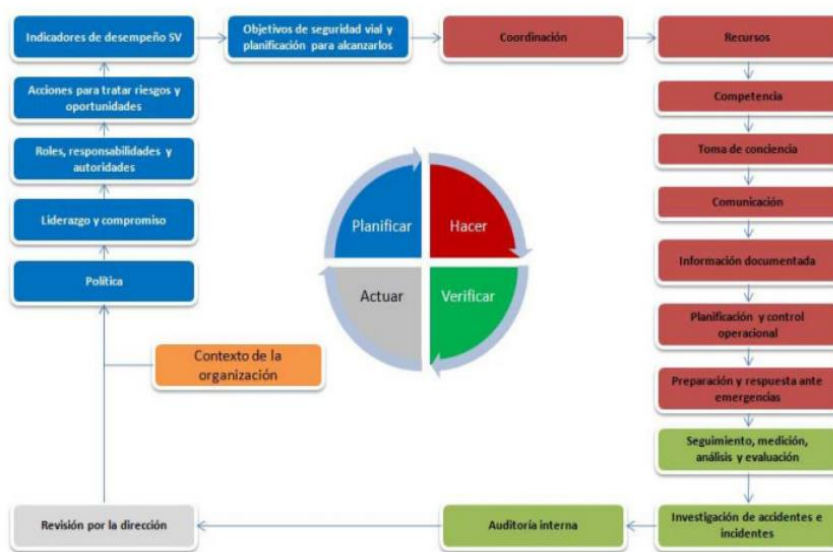 Indicadores de desempeño SV
Objetivos de seguridad vial y
planificación para alcanzarlos
Coordinación
Recursos
Acciones para tratar riesgos y
oportunidades
Competencia
Roles, responsabilidades y
autoridades
Toma de conciencia
Liderazgo y compromiso
Comunicación
Planificar
Hacer
Política
Información documentada
Actuar
Verificar
Planificación y control
operacional
Contexto de la
organización
Preparación y respuesta ante
emergencias
Seguimiento, medición,
análisis y evaluación
Revisión por la dirección
Auditoría interna
Investigación de accidentes e
incidentes